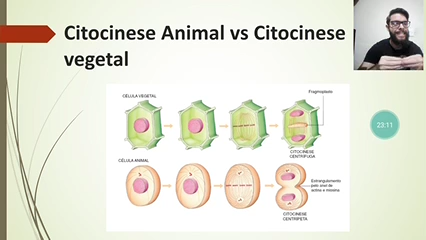 Citocinese Animal vs Citocinese
vegetal
CÉLULA VEGETAL
Fragmoplasto
23:11
CITOCINESE
CENTRÍFUGA
CÉLULA ANIMAL
Estrangulamento
pelo anel de
actina e miosina
CITOCINESE
CENTRÍPETA